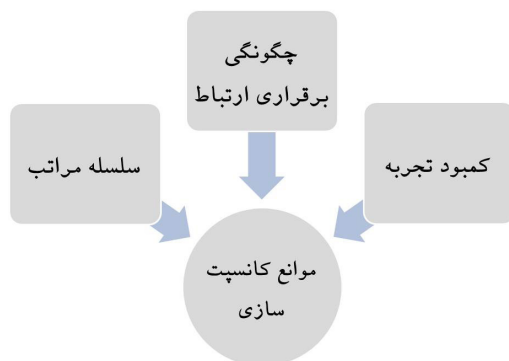 چگونگی
برقراری ارتباط
کمبود تجربه
سلسله مراتب
موانع کانسپت
سازی